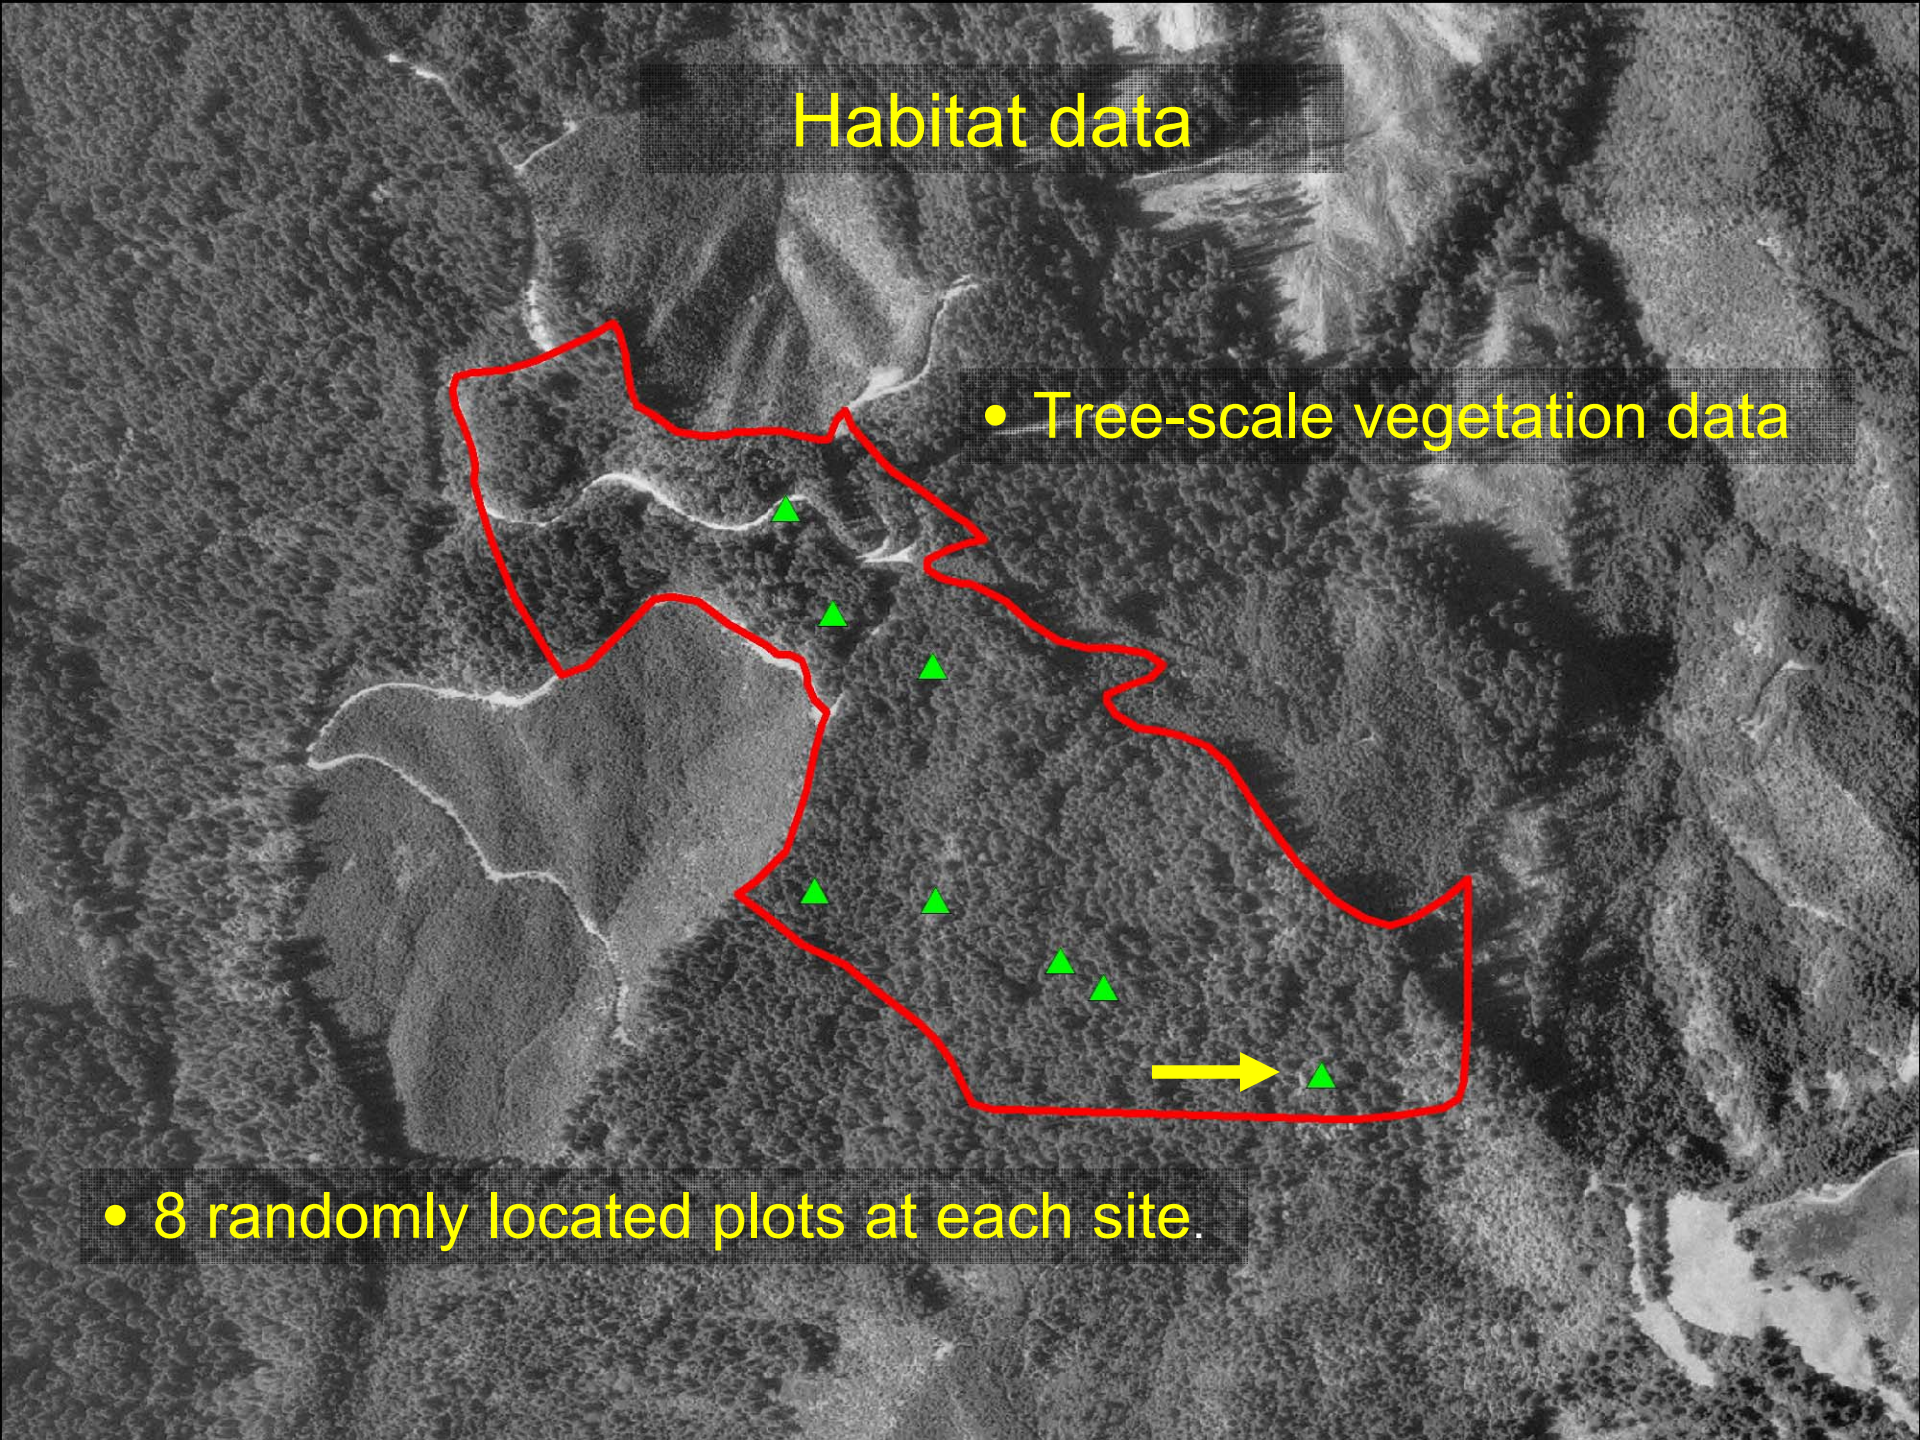 Habitat data
• Tree-scale vegetation data
• 8 randomly located plots at each site.